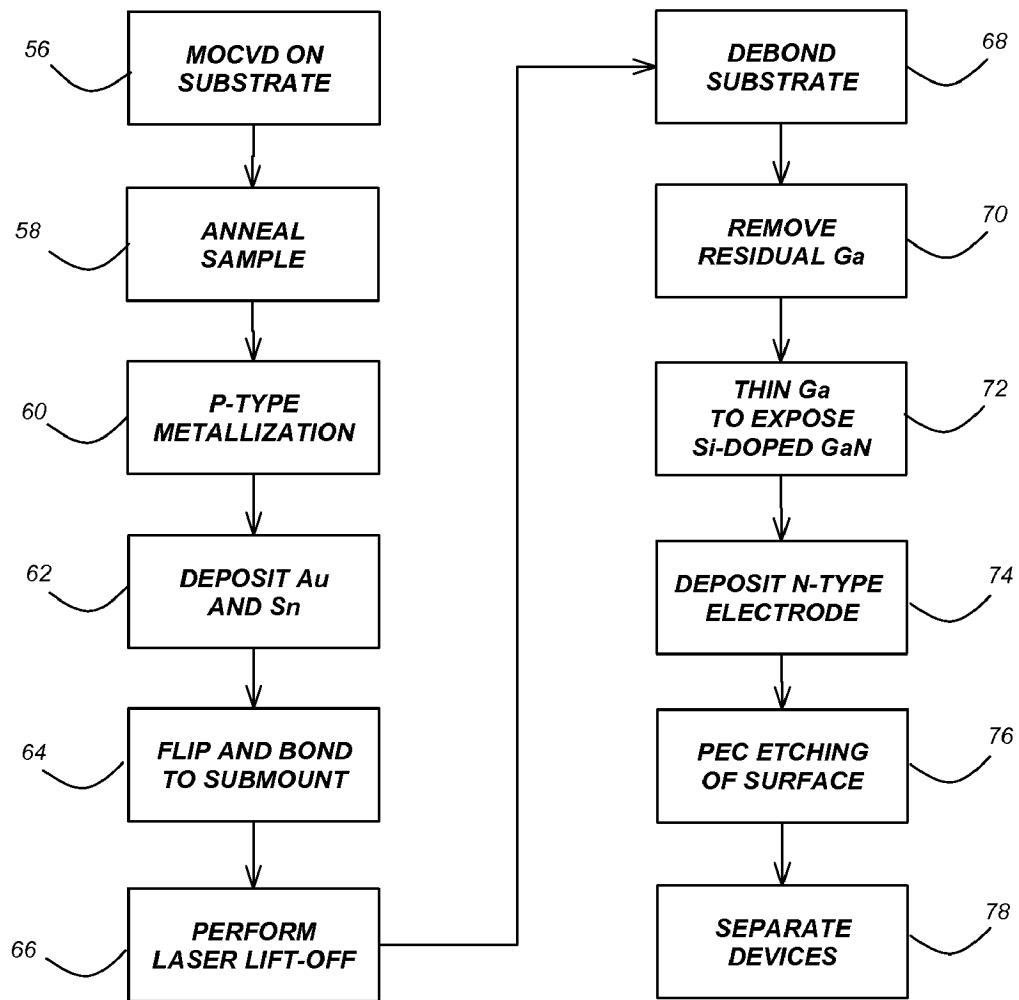 56
MOCVD ON
SUBSTRATE
58
ANNEAL
SAMPLE
60
P-TYPE
METALLIZATION
62
DEPOSIT Au
AND Sn
64
FLIP AND BOND
TO SUBMOUNT
66
PERFORM
LASER LIFT-OFF
68
DEBOND
SUBSTRATE
70
REMOVE
RESIDUAL Ga
72
THIN Ga
TO EXPOSE
Si-DOPED GaN
74
DEPOSIT N-TYPE
ELECTRODE
76
PEC ETCHING
OF SURFACE
78
SEPARATE
DEVICES